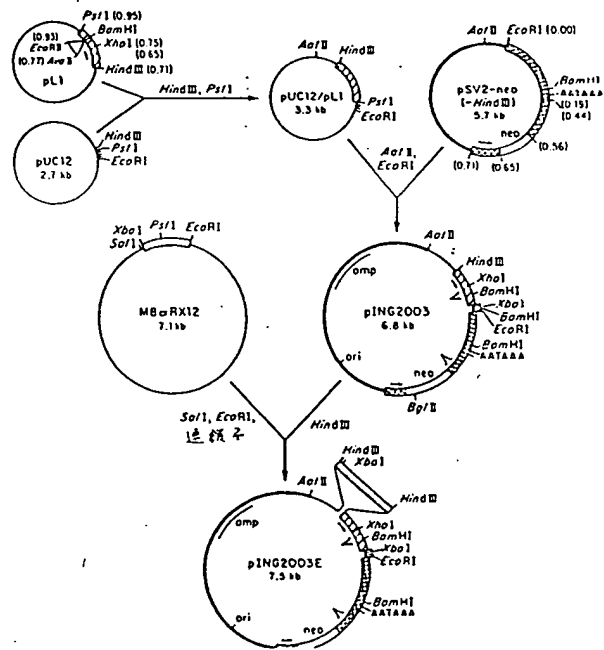 PstI (0.95)
BamHI
XhoI (0.75)
(0.65)
HindIII (0.71)
(0.93)
EcoRII
(0.77) AvaII
pL1
HindIII, PstI
pUC12
2,7 kb
HindIII
PstI
EcoRI
AatII
HindIII
pUC12/pL1
3.3 kb
PstI
EcoRI
AatII
EcoRI (0.00)
pSV2-neo
(-HindIII)
5.7 kb
BamHI
AATAAA
(0.15)
0.44)
neo
(0.56)
(0.71)
(0.65)
AatII,
EcoRI
XbaI
SalI
PstI
EcoRI
M8αRX12
7.1 kb
AatII
HindIII
XhoI
BamHI
XbaI
BamHI
EcoRI
BamHI
AATAAA
amp
pING2003
6.8 kb
ori
neo
BglII
SalI, EcoRI,
连锁子
HindIII
HindIII
XbaI
HindIII
AatII
XhoI
BamHI
XbaI
EcoRI
BamHI
AATAAA
amp
pING2003E
7.5 kb
ori
neo